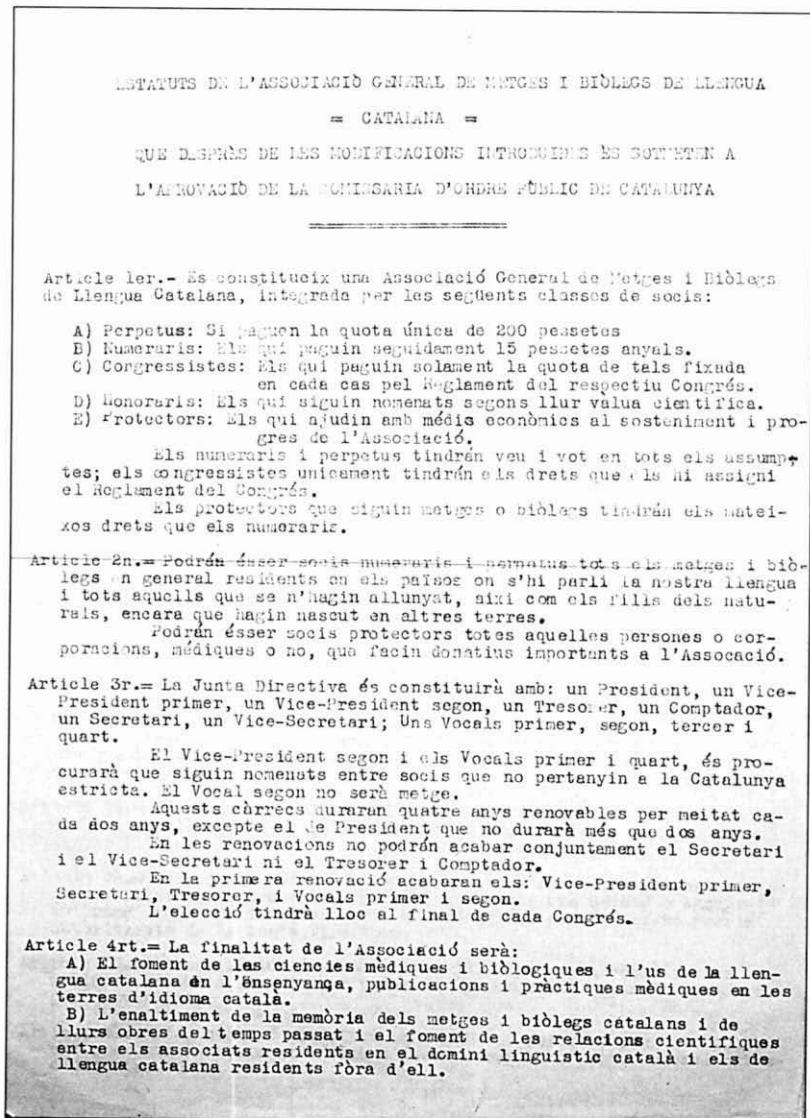 ESTATUTS DE L'ASSOCIACIÒ GENERAL DE METGES I BIÒLEGS DE LLENGUA
= CATALANA =
QUE DESPRÈS DE LES MODIFICACIONS INTRODUIDES ÈS SOTMETEN A
L'APROVACIÒ DE LA COMISSARIA D'ORDRE PÙBLIC DE CATALUNYA
Article 1er.- Es constitueix una Associació General de Metges i Biòlegs
de Llengua Catalana, integrada per les següents classes de socis:
A) Perpetus: Si paguen la quota única de 200 pessetes
B) Numeraris: Els qui paguin seguidament 15 pessetes anyals.
C) Corgressistes: Els qui paguin solament la quota de tals fixada
en cada cas pel Reglament del respectiu Congrés.
D) Honoraris: Els qui siguin nomenats segons llur valua cientifica.
E) Protectors: Els qui ajudin amb médis econòmics al sosteniment i pro-
gres de l'Associació.
Els numeraris i perpetus tindrán veu i vot en tots els assump-
tes; els congressistes unicament tindrán els drets que els hi assigni
el Reglament del Congrés.
Els protectors que siguin metges o biòlegs tindrán els matei-
xos drets que els numeraris.
Article 2n.= Podrán ésser socis numeraris i perpetus tots els metges i biò-
legs en general residents en els països on s'hi parli la nostra llengua
i tots aquells que se n'hagin allunyat, aixi com els fills dels natu-
rals, encara que hagin nascut en altres terres.
Podrán ésser socis protectors totes aquelles persones o cor-
poracions, médiques o no, que facin donatius importants a l'Assocació.
Article 3r.= La Junta Directiva és constituirà amb: un President, un Vice-
President primer, un Vice-President segon, un Tresorer, un Comptador,
un Secretari, un Vice-Secretari; Uns Vocals primer, segon, tercer i
quart.
El Vice-President segon i els Vocals primer i quart, és pro-
curarà que siguin nomenats entre socis que no pertanyin a la Catalunya
estricta. El Vocal segon no serà metge.
Aquests càrrecs duraran quatre anys renovables per meitat ca-
da dos anys, excepte el de President que no durarà més que dos anys.
En les renovacions no podrán acabar conjuntament el Secretari
i el Vice-Secretari ni el Tresorer i Comptador.
En la primera renovació acabaran els: Vice-President primer,
Secretari, Tresorer, i Vocals primer i segon.
L'elecció tindrà lloc al final de cada Congrés.
Article 4rt.= La finalitat de l'Associació serà:
A) El foment de las ciencies mèdiques i biològiques i l'us de la llen-
gua catalana en l'ensenyança, publicacions i pràctiques mèdiques en les
terres d'idioma català.
B) L'enaltiment de la memòria dels metges i biòlegs catalans i de
llurs obres del temps passat i el foment de les relacions cientifiques
entre els associats residents en el domini linguistic català i els de
llengua catalana residents fòra d'ell.